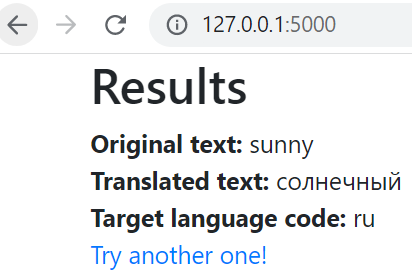 127.0.0.1:5000
Results
Original text: sunny
Translated text: солнечный
Target language code: ru
Try another one!